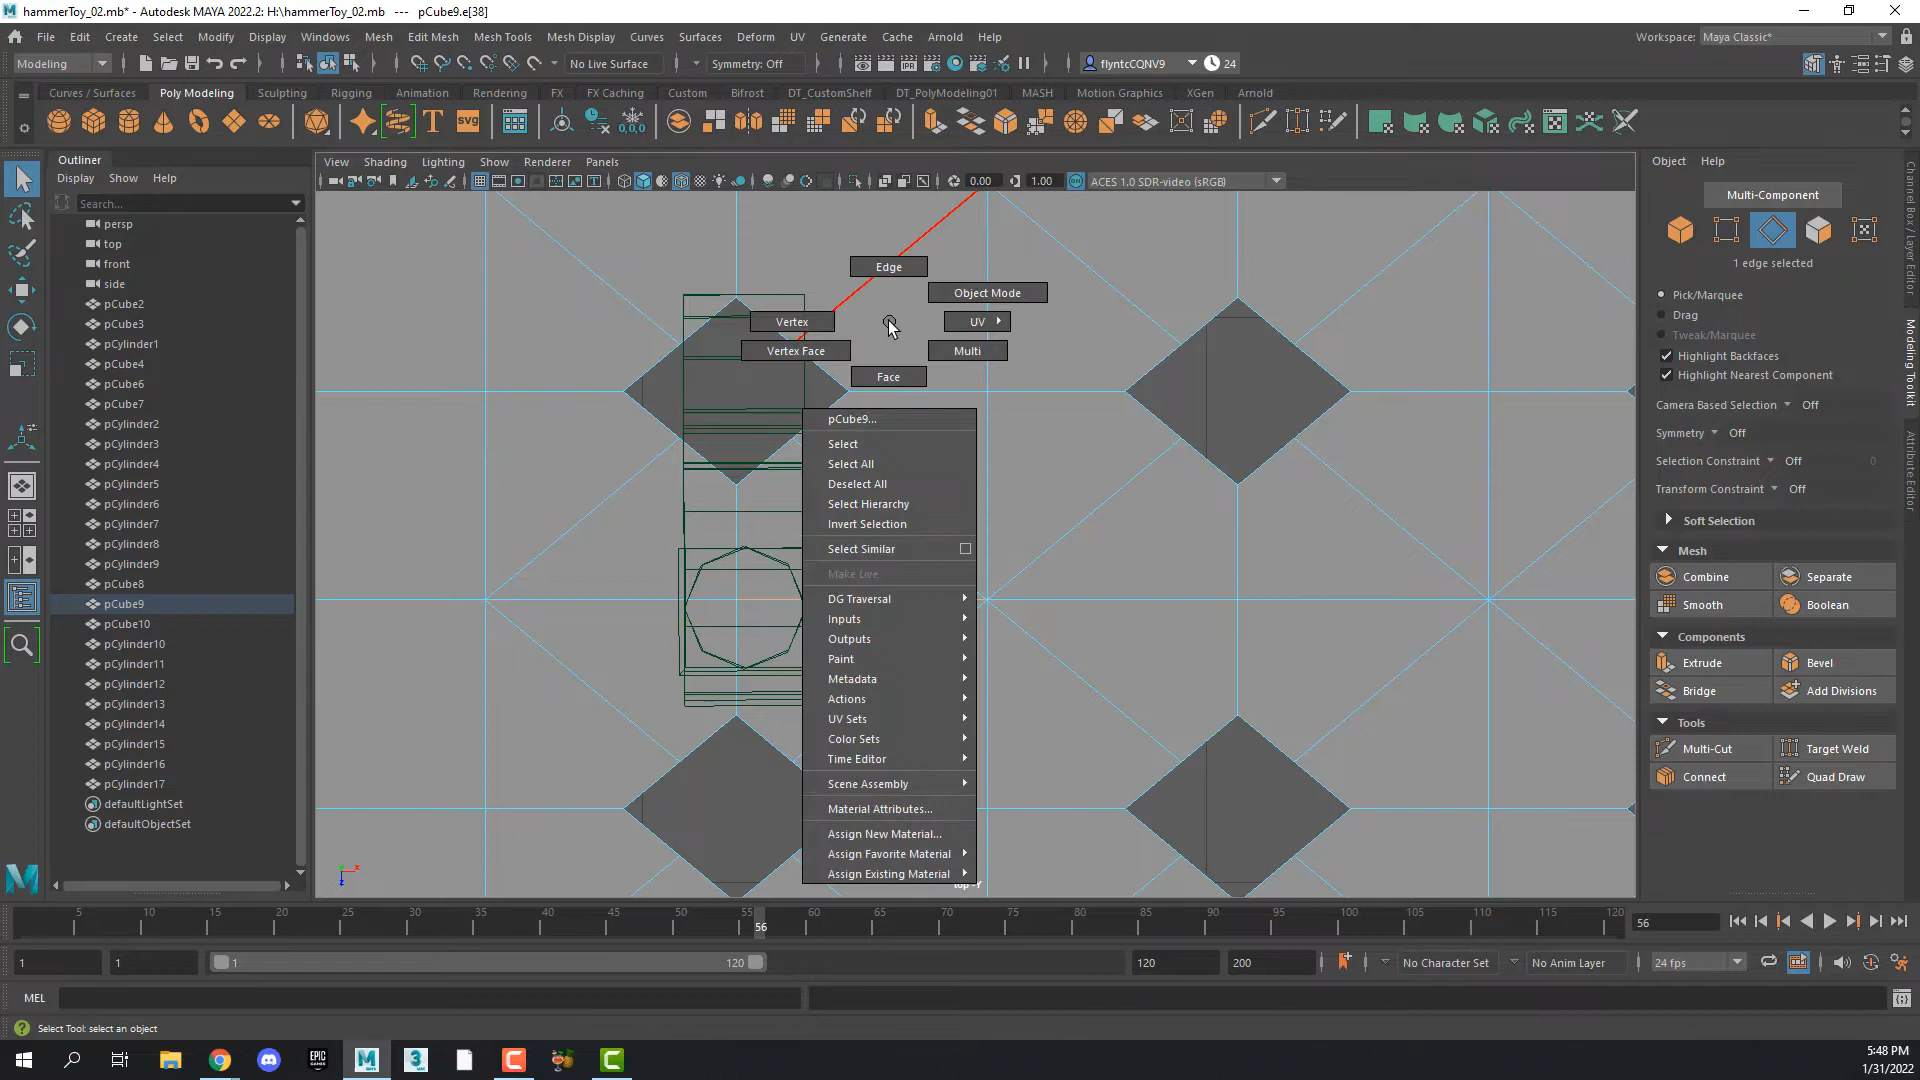 hammerToy_02.mb* - Autodesk MAYA 2022.2: H:\hammerToy_02.mb   ---   pCube9.e[38]
File Edit Create Select Modify Display Windows Mesh Edit Mesh Mesh Tools Mesh Display Curves Surfaces Deform UV Generate Cache Arnold Help
Workspace: Maya Classic*
Modeling
No Live Surface
Symmetry: Off
flyntcCQNV9
24
Curves / Surfaces Poly Modeling Sculpting Rigging Animation Rendering FX FX Caching Custom Bifrost DT_CustomShelf DT_PolyModeling01 MASH Motion Graphics XGen Arnold
Outliner
Display Show Help
Search...
persp
top
front
side
pCube2
pCube3
pCylinder1
pCube4
pCube6
pCube7
pCylinder2
pCylinder3
pCylinder4
pCylinder5
pCylinder6
pCylinder7
pCylinder8
pCylinder9
pCube8
pCube9
pCube10
pCylinder10
pCylinder11
pCylinder12
pCylinder13
pCylinder14
pCylinder15
pCylinder16
pCylinder17
defaultLightSet
defaultObjectSet
View Shading Lighting Show Renderer Panels
0.00
1.00
ACES 1.0 SDR-video (sRGB)
Edge
Object Mode
Vertex
UV
Vertex Face
Multi
Face
pCube9...
Select
Select All
Deselect All
Select Hierarchy
Invert Selection
Select Similar
Make Live
DG Traversal
Inputs
Outputs
Paint
Metadata
Actions
UV Sets
Color Sets
Time Editor
Scene Assembly
Material Attributes...
Assign New Material...
Assign Favorite Material
Assign Existing Material
top -Y
Object Help
Multi-Component
1 edge selected
Pick/Marquee
Drag
Tweak/Marquee
Highlight Backfaces
Highlight Nearest Component
Camera Based Selection Off
Symmetry Off
Selection Constraint Off 0
Transform Constraint Off
Soft Selection
Mesh
Combine Separate
Smooth Boolean
Components
Extrude Bevel
Bridge Add Divisions
Tools
Multi-Cut Target Weld
Connect Quad Draw
Channel Box / Layer Editor
Modeling Toolkit
Attribute Editor
5 10 15 20 25 30 35 40 45 50 55 60 65 70 75 80 85 90 95 100 105 110 115 120
56
56
1
1
1
120
120
200
No Character Set
No Anim Layer
24 fps
MEL
Select Tool: select an object
5:48 PM
1/31/2022